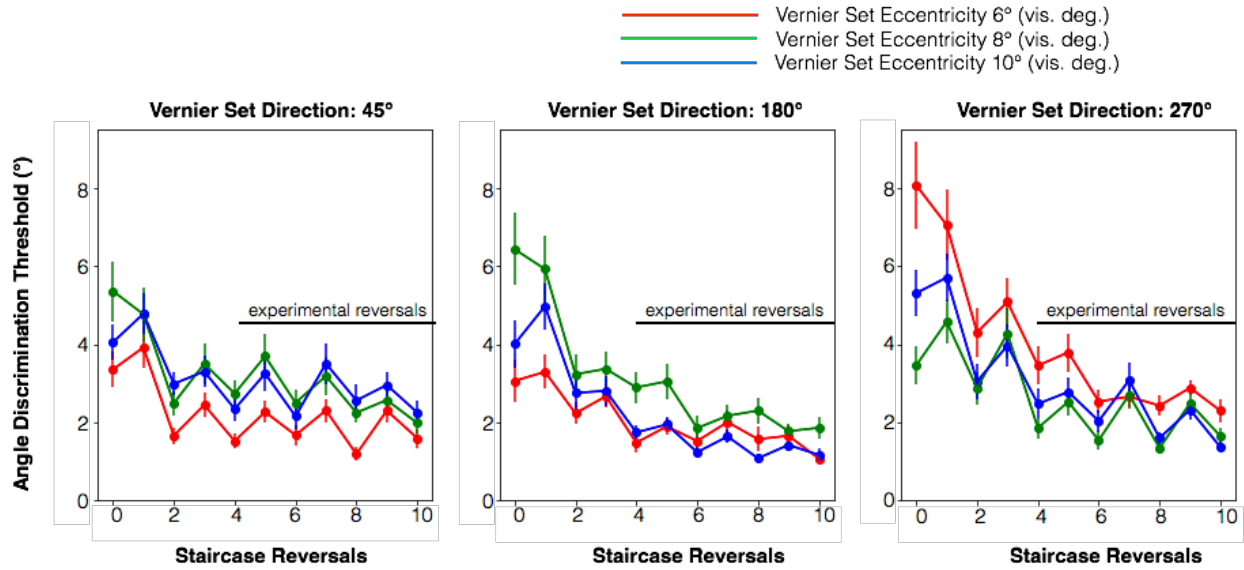 Vernier Set Eccentricity 6° (vis. deg.)
Vernier Set Eccentricity 8° (vis. deg.)
Vernier Set Eccentricity 10° (vis. deg.)
Vernier Set Direction: 45°
Vernier Set Direction: 180°
Vernier Set Direction: 270°
Angle Discrimination Threshold (°)
8
6
4
2
0
experimental reversals
0 2 4 6 8 10
Staircase Reversals
8
6
4
2
0
experimental reversals
0 2 4 6 8 10
Staircase Reversals
8
6
4
2
0
experimental reversals
0 2 4 6 8 10
Staircase Reversals